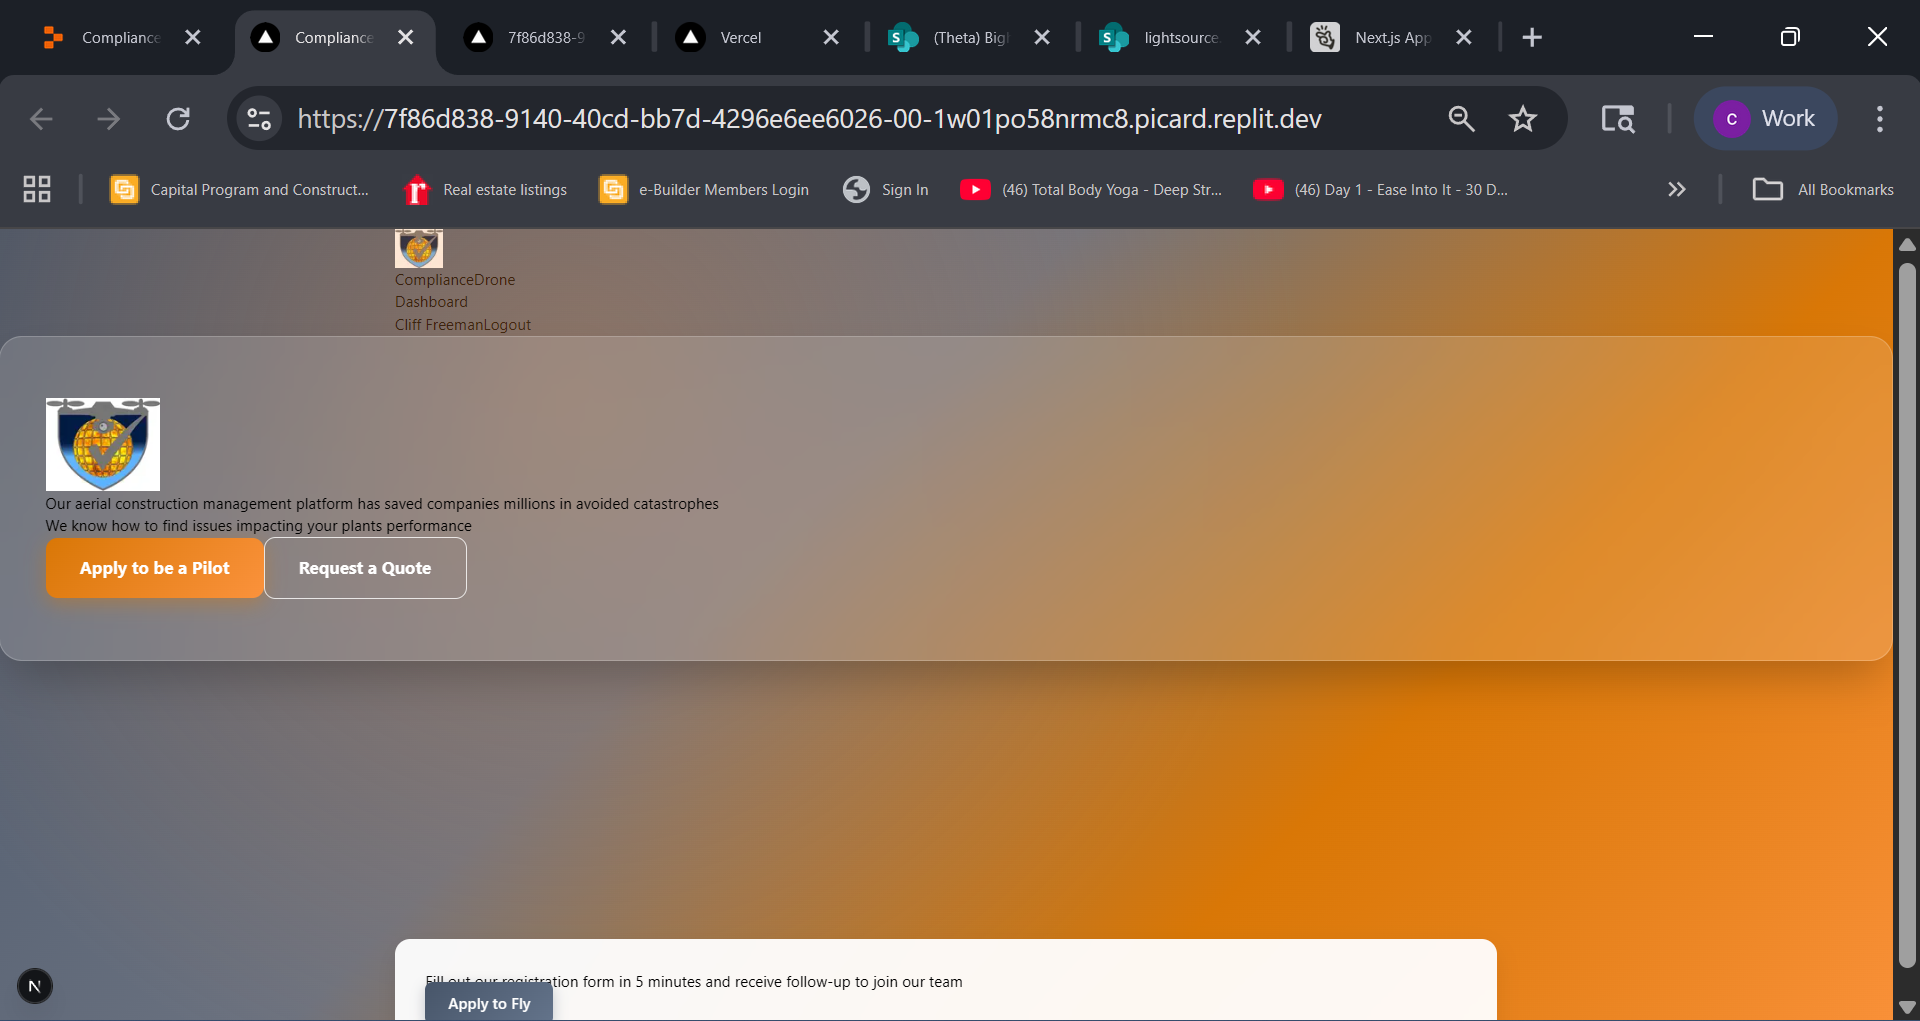 Compliance
Compliance
7f86d838-9
Vercel
(Theta) Big
lightsource.
Next.js App
https://7f86d838-9140-40cd-bb7d-4296e6ee6026-00-1w01po58nrmc8.picard.replit.dev
C
Work
Capital Program and Construct...
Real estate listings
e-Builder Members Login
Sign In
(46) Total Body Yoga - Deep Str...
(46) Day 1 - Ease Into It - 30 D...
All Bookmarks
ComplianceDrone
Dashboard
Cliff FreemanLogout
Our aerial construction management platform has saved companies millions in avoided catastrophes
We know how to find issues impacting your plants performance
Apply to be a Pilot
Request a Quote
Fill out our registration form in 5 minutes and receive follow-up to join our team
N
Apply to Fly